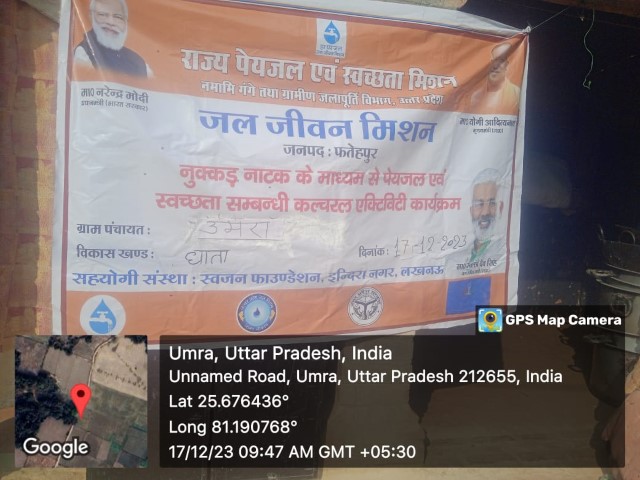 राज्य पेयजल एवं स्वच्छता मिशन
नमामि गंगे तथा ग्रामीण जलापूर्ति विभाग, उत्तर प्रदेश
मा0 नरेन्द्र मोदी
प्रधानमंत्री (भारत सरकार)
जल जीवन मिशन
जनपद : फतेहपुर
नुक्कड़ नाटक के माध्यम से पेयजल एवं
स्वच्छता सम्बन्धी कल्चरल एक्टिविटी कार्यक्रम
ग्राम पंचायत : उमरा
विकास खण्ड : धाता
दिनांक : 17-12-2023
सहयोगी संस्था : स्वजन फाउण्डेशन, इन्दिरा नगर, लखनऊ
GPS Map Camera
Umra, Uttar Pradesh, India
Unnamed Road, Umra, Uttar Pradesh 212655, India
Lat 25.676436°
Long 81.190768°
17/12/23 09:47 AM GMT +05:30
Google